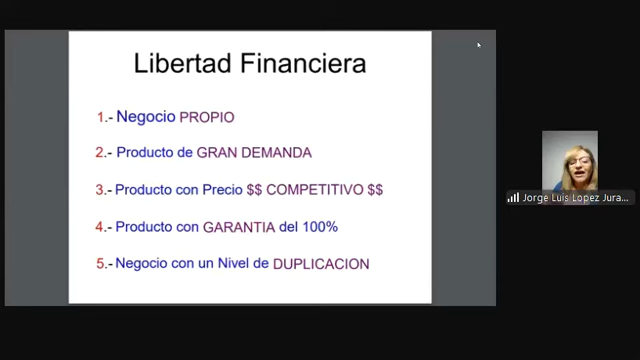 Libertad Financiera
1.- Negocio PROPIO
2.- Producto de GRAN DEMANDA
3.- Producto con Precio $$ COMPETITIVO $$
4.- Producto con GARANTIA del 100%
5.- Negocio con un Nivel de DUPLICACION
Jorge Luis Lopez Jura...